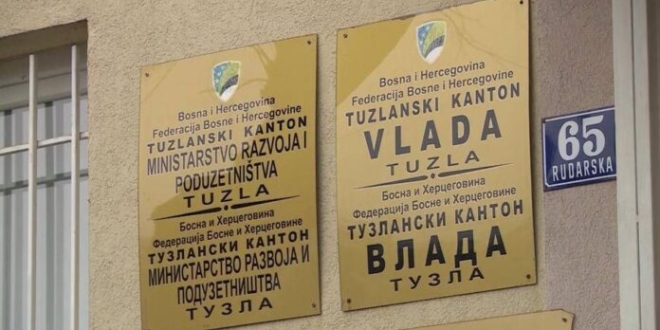 Bosna i Hercegovina
Federacija Bosne i Hercegovine
TUZLANSKI KANTON
MINISTARSTVO RAZVOJA I
PODUZETNIŠTVA
TUZLA
Босна и Херцеговина
Федерација Босне и Херцеговине
ТУЗЛАНСКИ КАНТОН
МИНИСТАРСТВО РАЗВОЈА И
ПОДУЗЕТНИШТВА
ТУЗЛА
Bosna i Hercegovina
Federacija Bosne i Hercegovine
TUZLANSKI KANTON
VLADA
TUZLA
Босна и Херцеговина
Федерација Босне и Херцеговине
ТУЗЛАНСКИ КАНТОН
ВЛАДА
ТУЗЛА
65
RUDARSKA